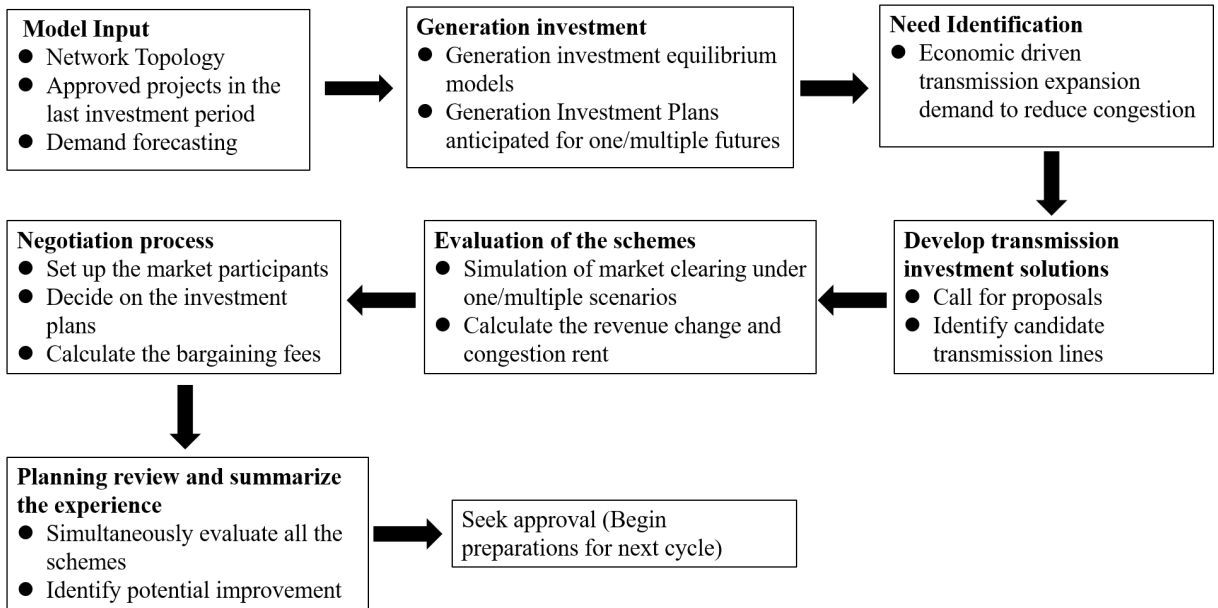 Model Input
● Network Topology
● Approved projects in the
last investment period
● Demand forecasting
Generation investment
● Generation investment equilibrium
models
● Generation Investment Plans
anticipated for one/multiple futures
Need Identification
● Economic driven
transmission expansion
demand to reduce congestion
Develop transmission
investment solutions
● Call for proposals
● Identify candidate
transmission lines
Evaluation of the schemes
● Simulation of market clearing under
one/multiple scenarios
● Calculate the revenue change and
congestion rent
Negotiation process
● Set up the market participants
● Decide on the investment
plans
● Calculate the bargaining fees
Planning review and summarize
the experience
● Simultaneously evaluate all the
schemes
● Identify potential improvement
Seek approval (Begin
preparations for next cycle)